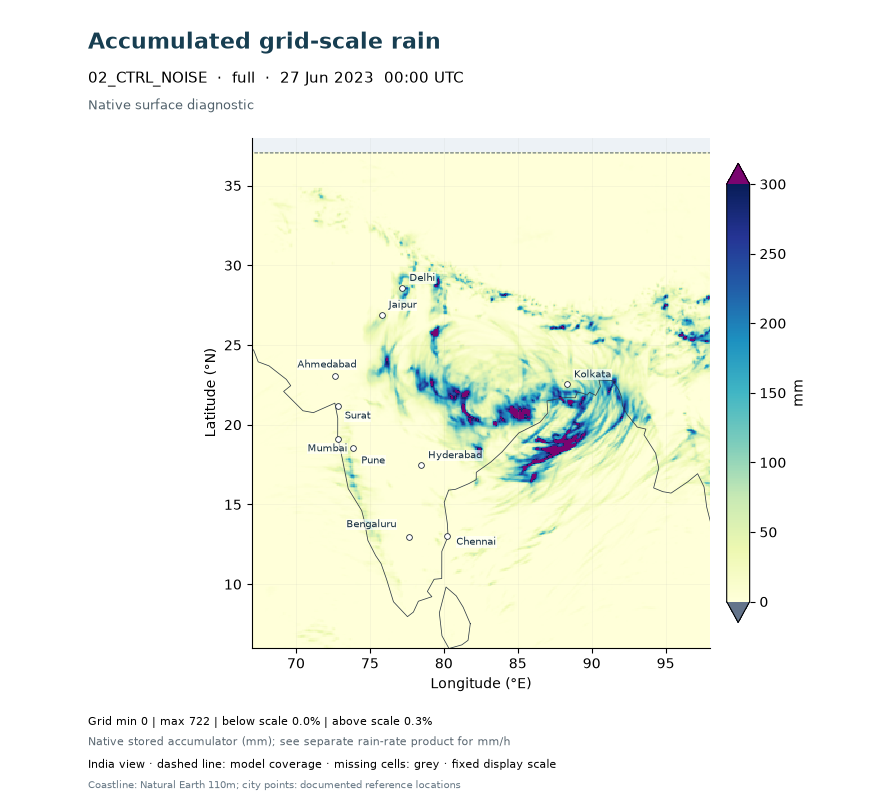 Accumulated grid-scale rain
02_CTRL_NOISE · full · 27 Jun 2023 00:00 UTC
Native surface diagnostic
35
30
25
20
15
10
Latitude (°N)
Delhi
Jaipur
Ahmedabad
Kolkata
Surat
Mumbai
Pune
Hyderabad
Bengaluru
Chennai
70
75
80
85
90
95
Longitude (°E)
300
250
200
150
100
50
0
mm
Grid min 0 | max 722 | below scale 0.0% | above scale 0.3%
Native stored accumulator (mm); see separate rain-rate product for mm/h
India view · dashed line: model coverage · missing cells: grey · fixed display scale
Coastline: Natural Earth 110m; city points: documented reference locations